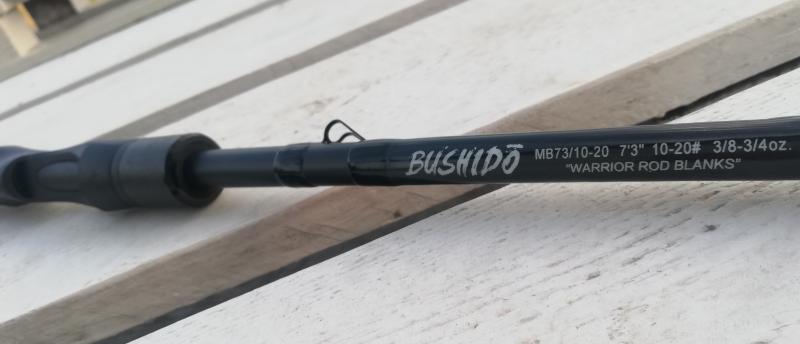 BUSHIDŌ MB73/10-20 7'3" 10-20# 3/8-3/4oz.
"WARRIOR ROD BLANKS"